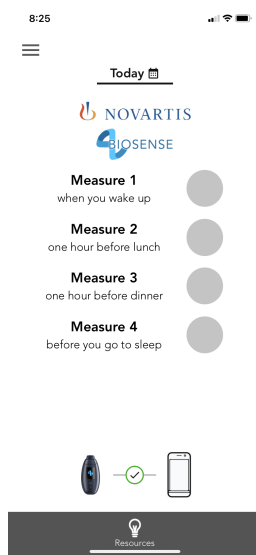 8:25
Today
NOVARTIS
BIOSENSE
Measure 1
when you wake up
Measure 2
one hour before lunch
Measure 3
one hour before dinner
Measure 4
before you go to sleep
Resources